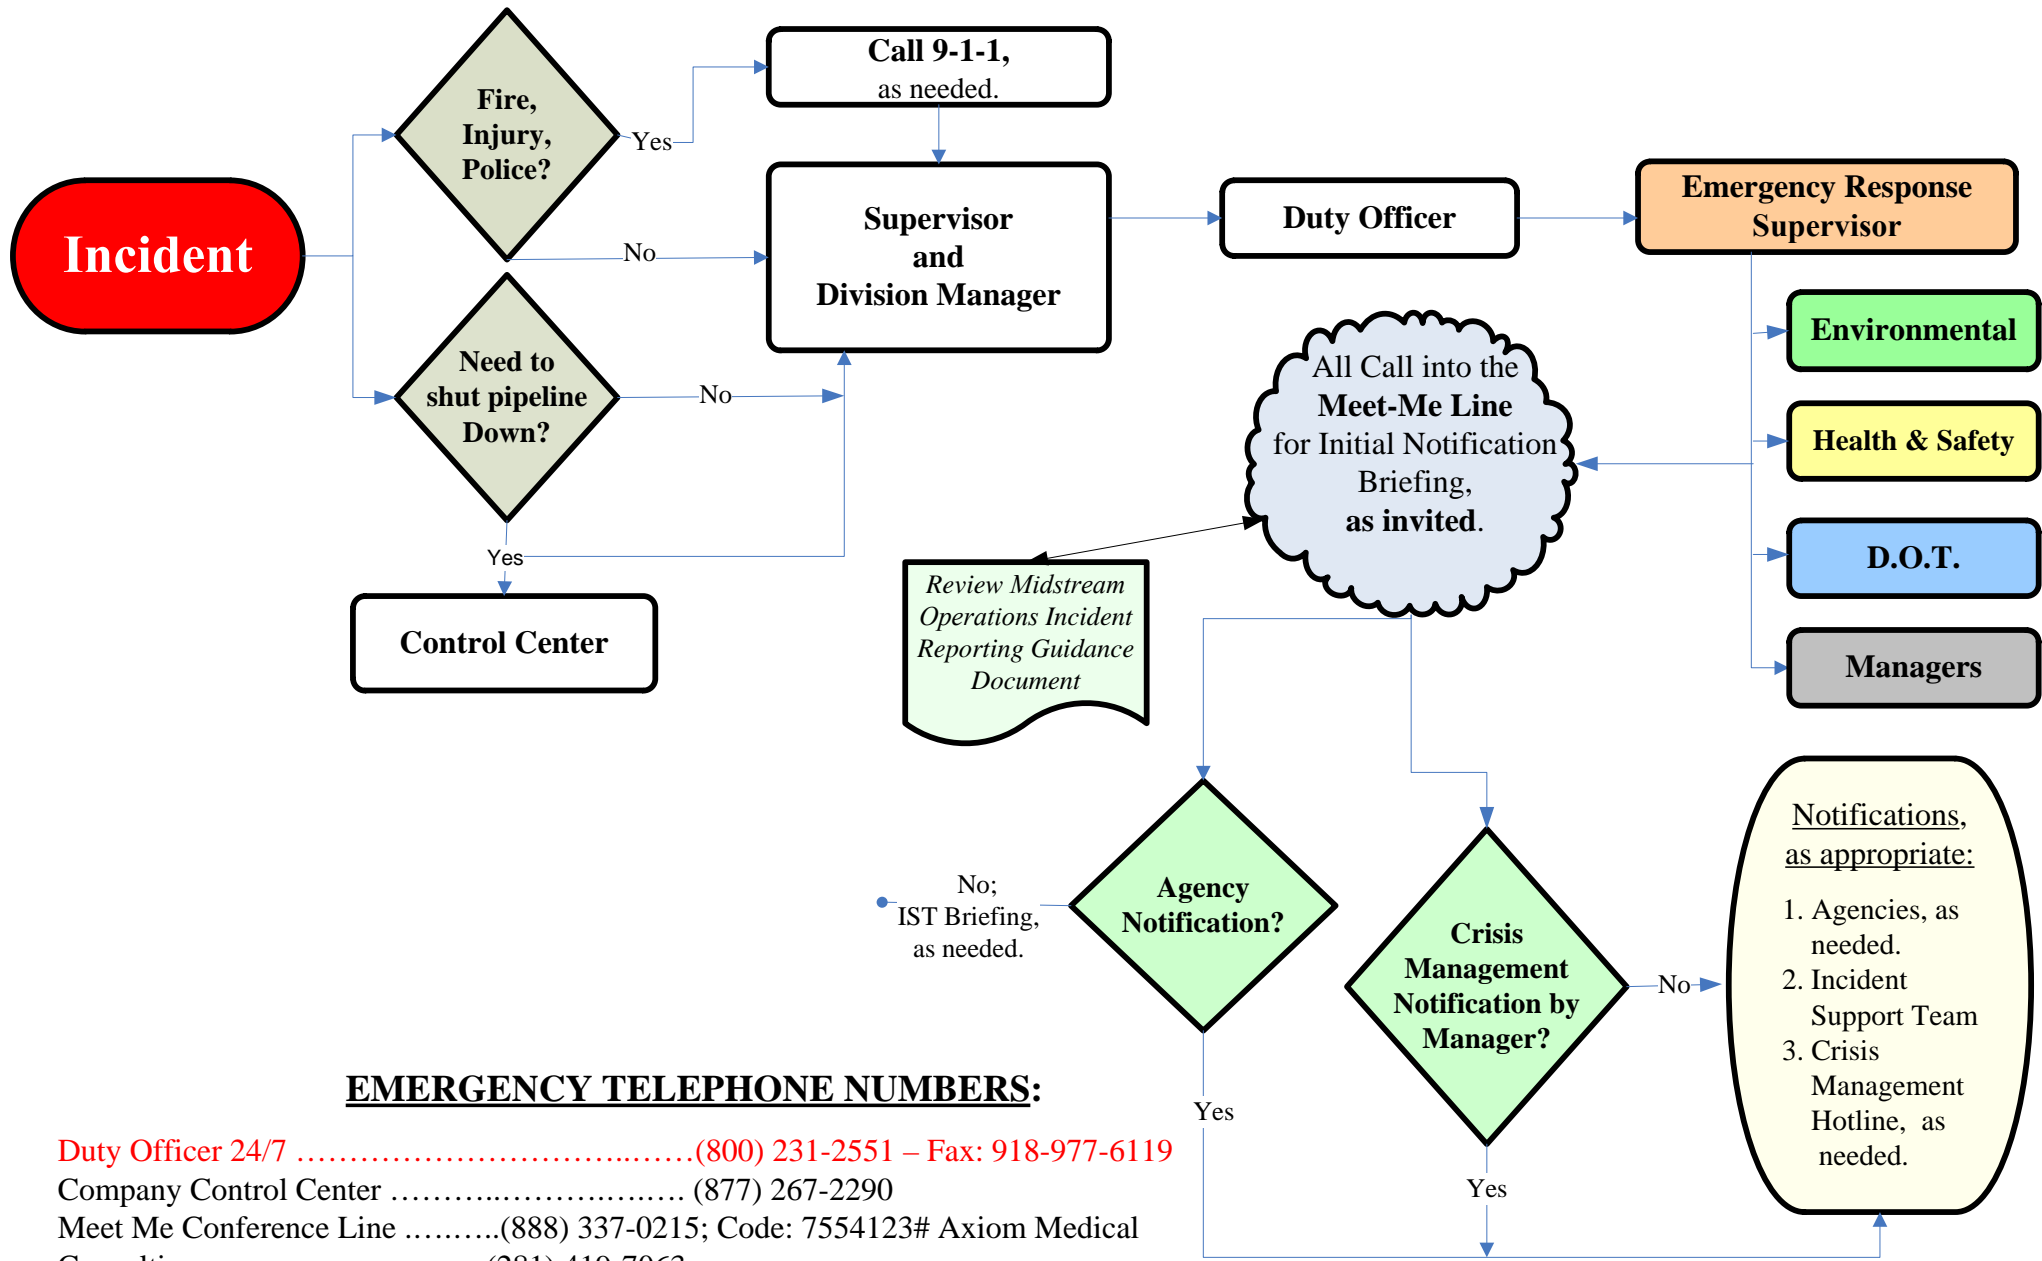 Incident
Fire,
Injury,
Police?
Yes
No
Call 9-1-1,
as needed.
Supervisor
and
Division Manager
Duty Officer
Emergency Response
Supervisor
Need to
shut pipeline
Down?
No
Yes
Control Center
Environmental
Health & Safety
D.O.T.
Managers
All Call into the
Meet-Me Line
for Initial Notification
Briefing,
as invited.
Review Midstream
Operations Incident
Reporting Guidance
Document
Agency
Notification?
No;
IST Briefing,
as needed.
Yes
Crisis
Management
Notification by
Manager?
No
Yes
Notifications,
as appropriate:
1. Agencies, as
needed.
2. Incident
Support Team
3. Crisis
Management
Hotline, as
needed.
EMERGENCY TELEPHONE NUMBERS:
Duty Officer 24/7 …………………………..……(800) 231-2551 – Fax: 918-977-6119
Company Control Center ………..……….….…. (877) 267-2290
Meet Me Conference Line ….…..(888) 337-0215; Code: 7554123# Axiom Medical